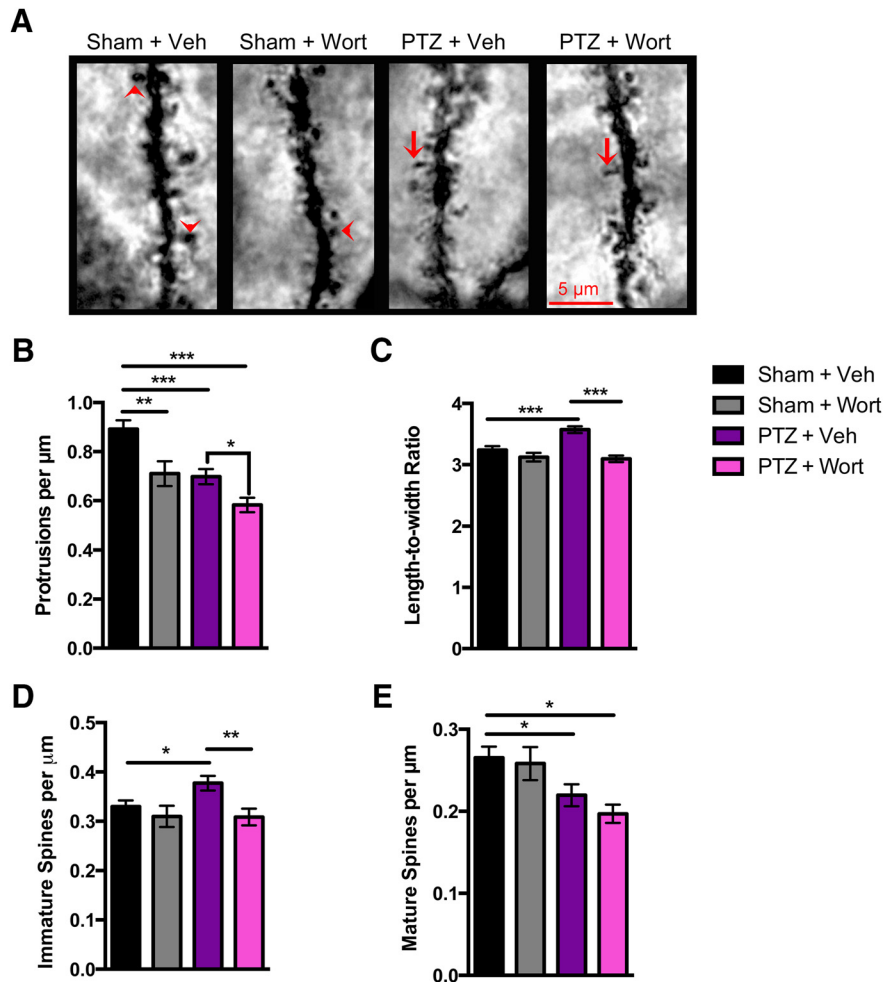 A
Sham + Veh
Sham + Wort
PTZ + Veh
PTZ + Wort
5 µm
B
Protrusions per µm
1.0
0.8
0.6
0.4
0.2
0.0
***
***
**
*
C
Length-to-width Ratio
4
3
2
1
0
***
***
Sham + Veh
Sham + Wort
PTZ + Veh
PTZ + Wort
D
Immature Spines per µm
0.5
0.4
0.3
0.2
0.1
0.0
*
**
E
Mature Spines per µm
0.3
0.2
0.1
0.0
*
*